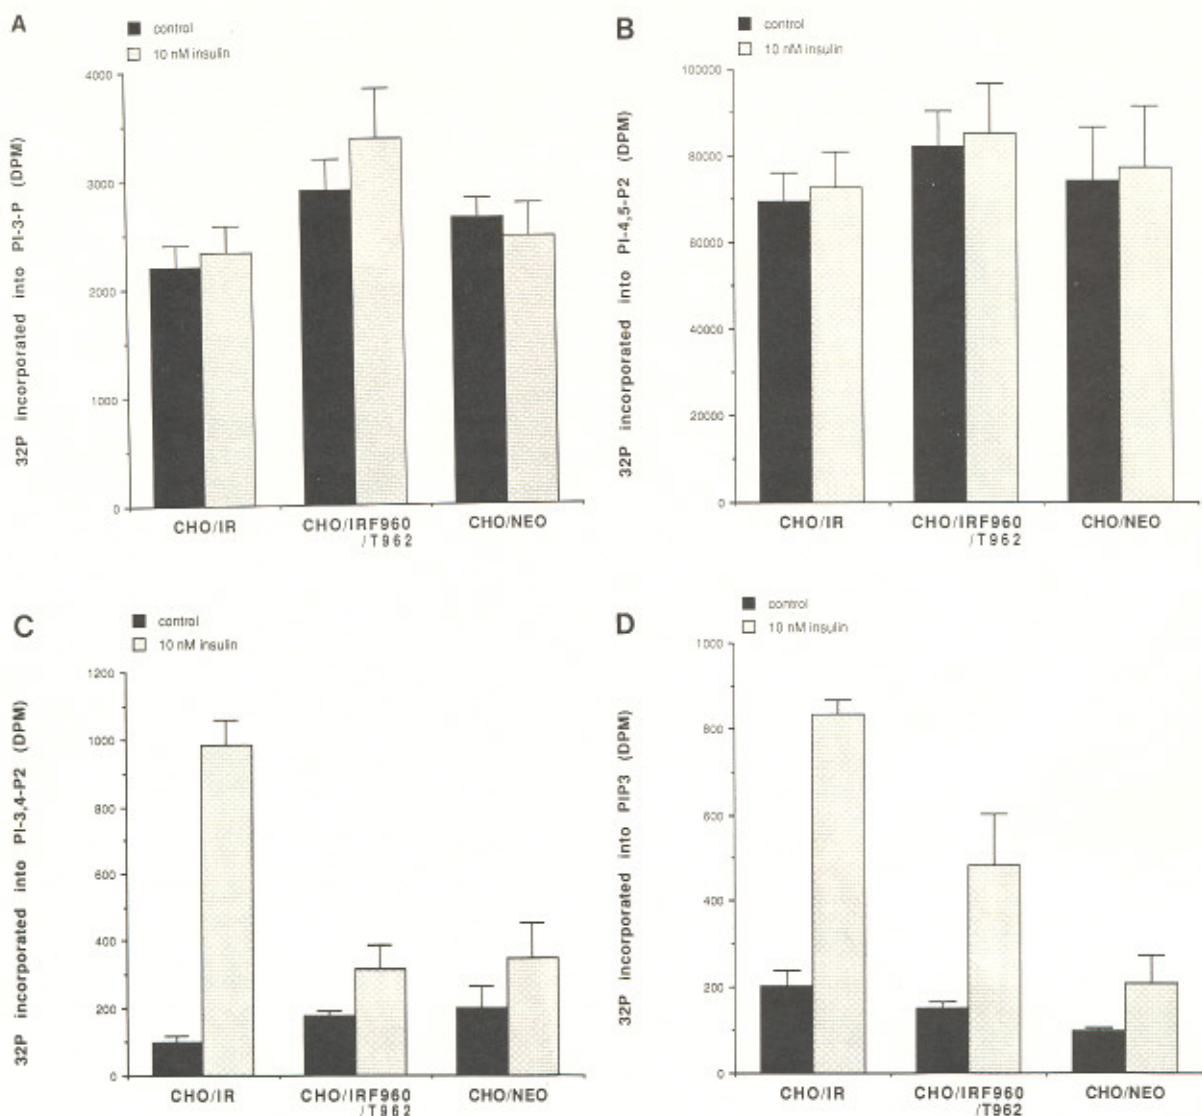 A
control
10 nM insulin
32P incorporated into PI-3-P (DPM)
4000
3000
2000
1000
0
CHO/IR
CHO/IRF960
/T962
CHO/NEO
B
control
10 nM insulin
32P incorporated into PI-4,5-P2 (DPM)
100000
80000
60000
40000
20000
0
CHO/IR
CHO/IRF960
/T962
CHO/NEO
C
control
10 nM insulin
32P incorporated into PI-3,4-P2 (DPM)
1200
1000
800
600
400
200
0
CHO/IR
CHO/IRF960
/T962
CHO/NEO
D
control
10 nM insulin
32P incorporated into PIP3 (DPM)
1000
800
600
400
200
0
CHO/IR
CHO/IRF960
/T962
CHO/NEO